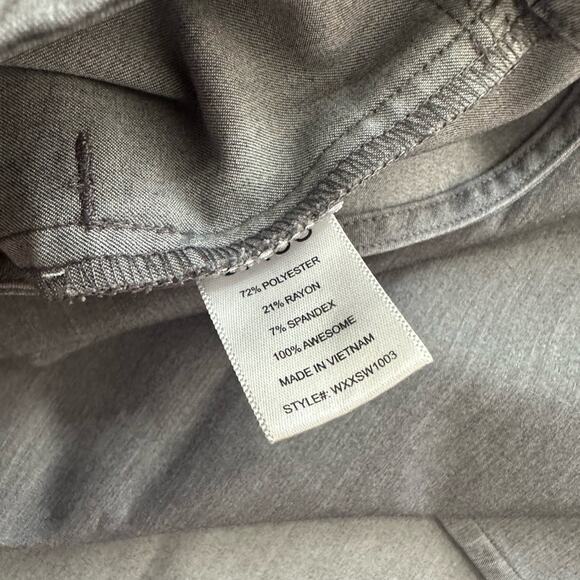 72% POLYESTER
21% RAYON
7% SPANDEX
100% AWESOME
MADE IN VIETNAM
STYLE#: WXXSW1003